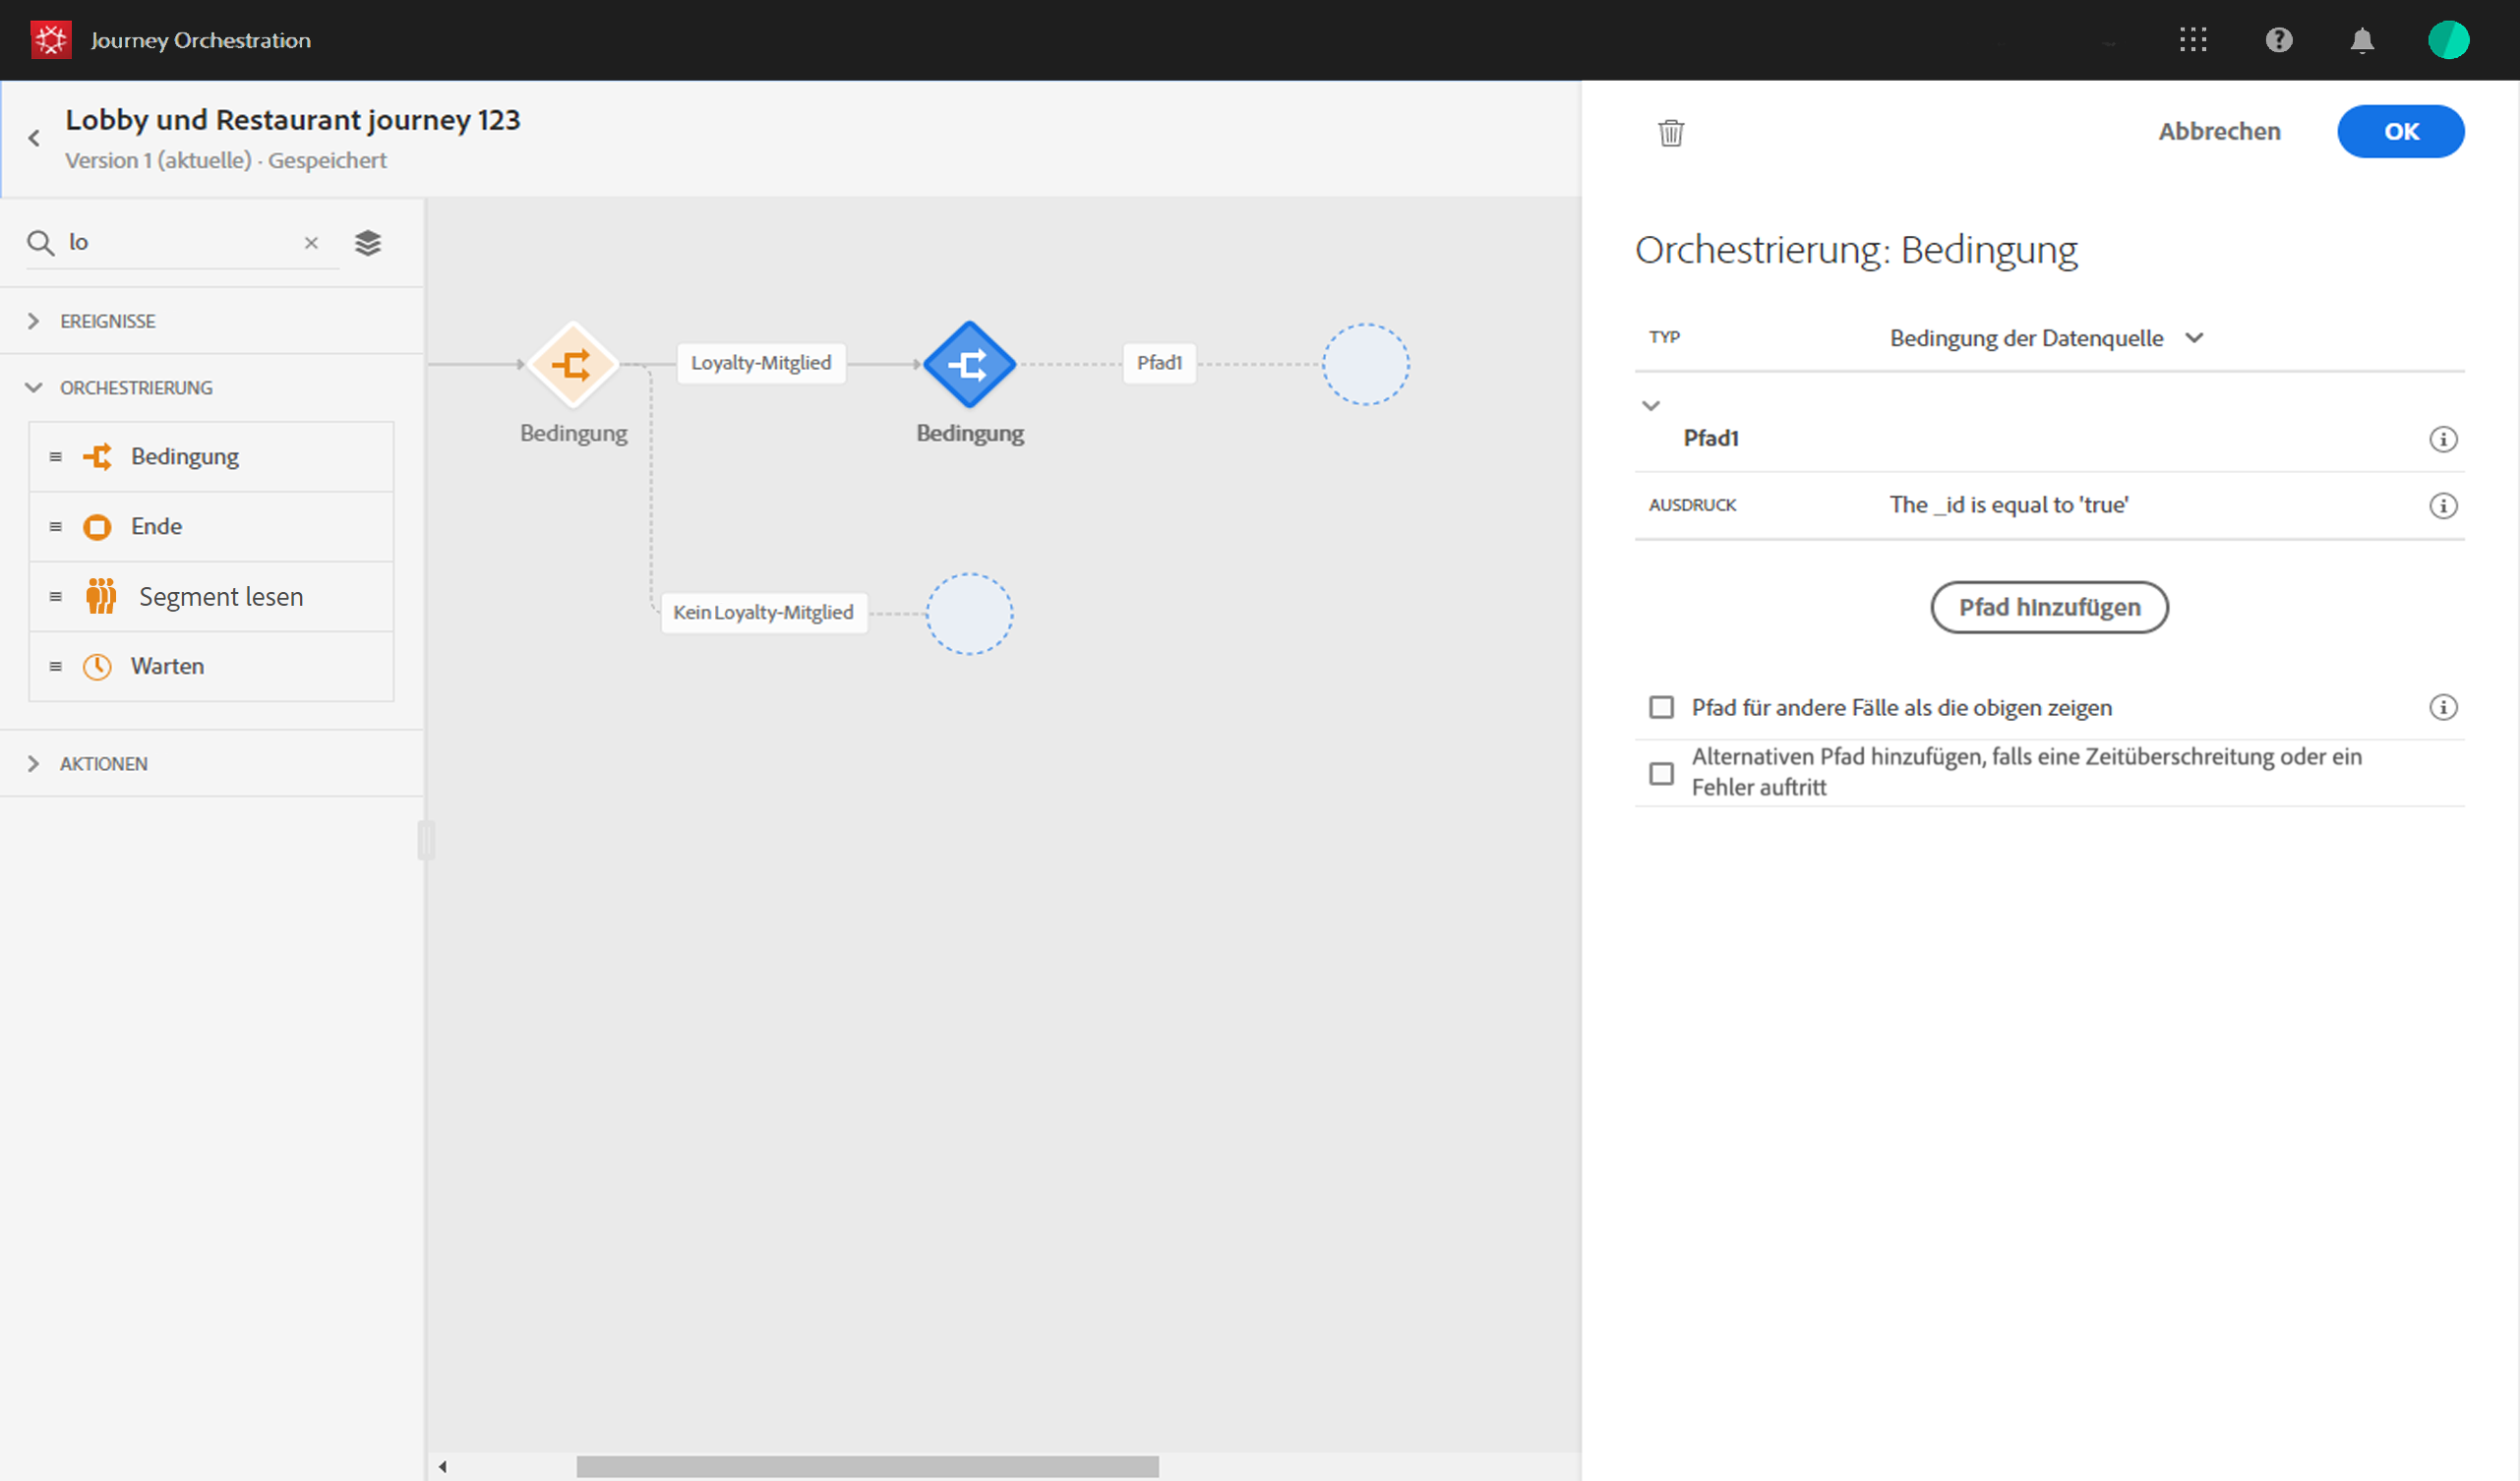 Journey Orchestration
Lobby und Restaurant journey 123
Version 1 (aktuelle) · Gespeichert
Abbrechen
OK
lo
EREIGNISSE
ORCHESTRIERUNG
Bedingung
Ende
Segment lesen
Warten
AKTIONEN
Loyalty-Mitglied
Pfad1
Bedingung
Bedingung
Kein Loyalty-Mitglied
Orchestrierung: Bedingung
TYP
Bedingung der Datenquelle
Pfad1
AUSDRUCK
The _id is equal to 'true'
Pfad hinzufügen
Pfad für andere Fälle als die obigen zeigen
Alternativen Pfad hinzufügen, falls eine Zeitüberschreitung oder ein
Fehler auftritt